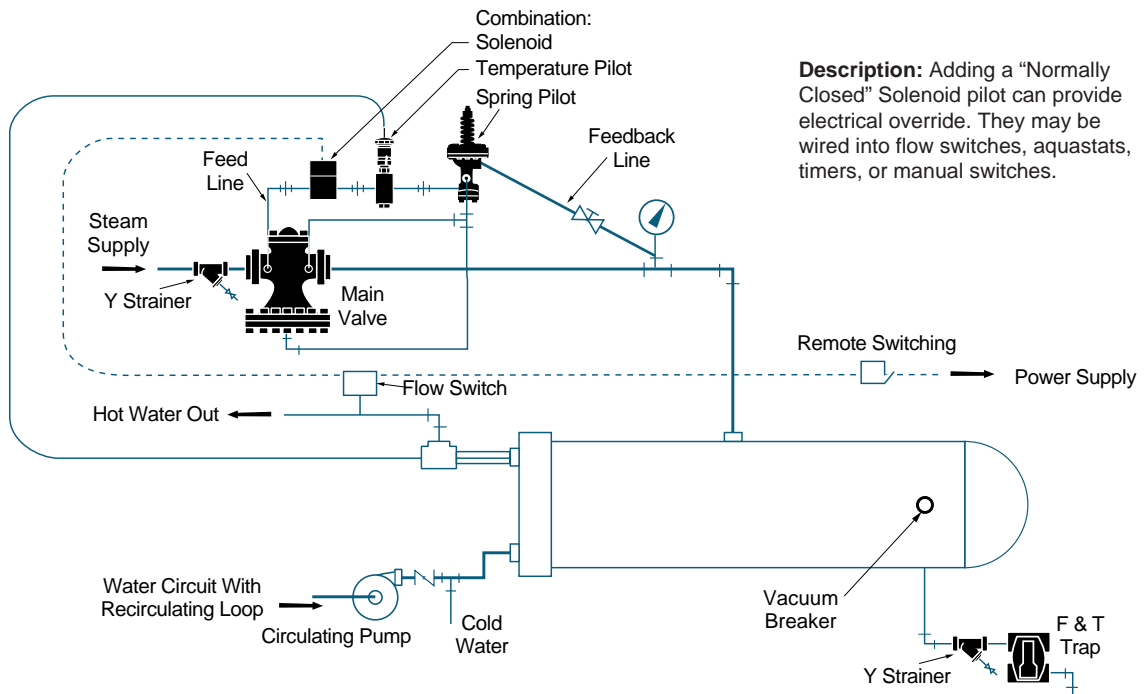 Combination:
Solenoid
Temperature Pilot
Spring Pilot
Description: Adding a “Normally
Closed” Solenoid pilot can provide
electrical override. They may be
wired into flow switches, aquastats,
timers, or manual switches.
Feedback
Line
Feed
Line
Steam
Supply
Y Strainer
Main
Valve
Remote Switching
Power Supply
Flow Switch
Hot Water Out
Water Circuit With
Recirculating Loop
Circulating Pump
Cold
Water
Vacuum
Breaker
F & T
Trap
Y Strainer